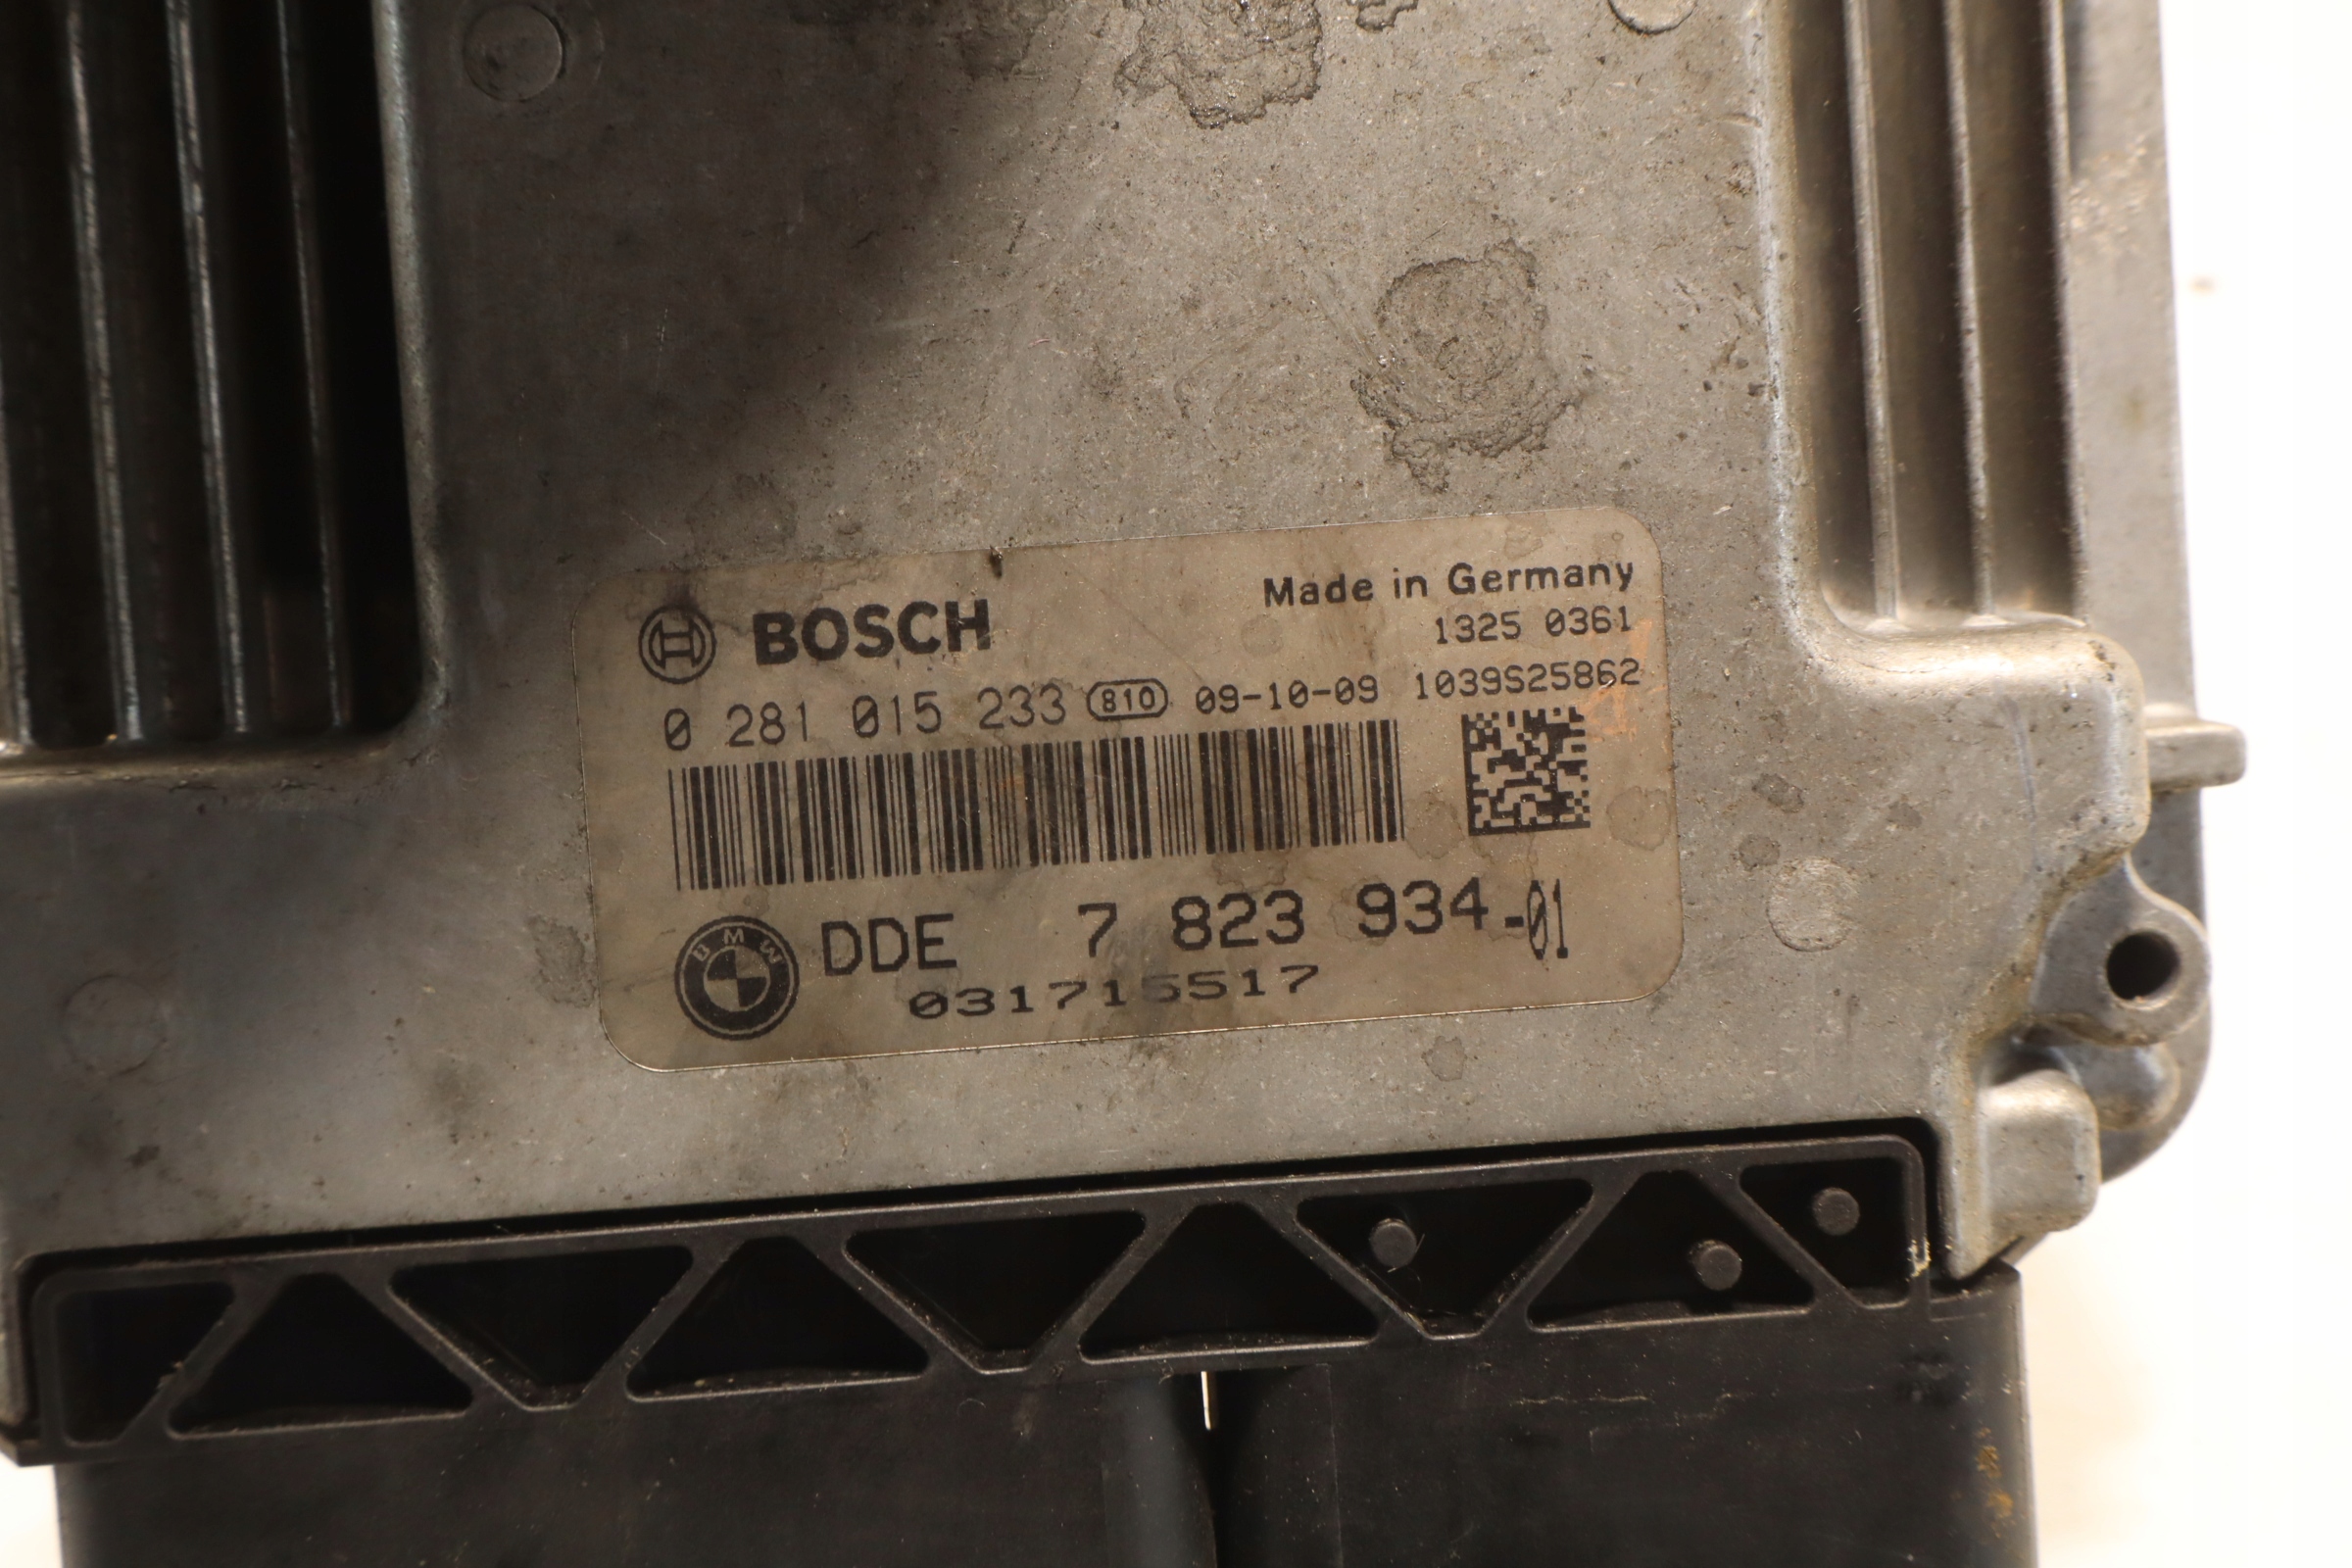 BOSCH
Made in Germany
1325 0361
0 281 015 233 810 09-10-09 1039S25862
BMW DDE 7 823 934-01
031715517